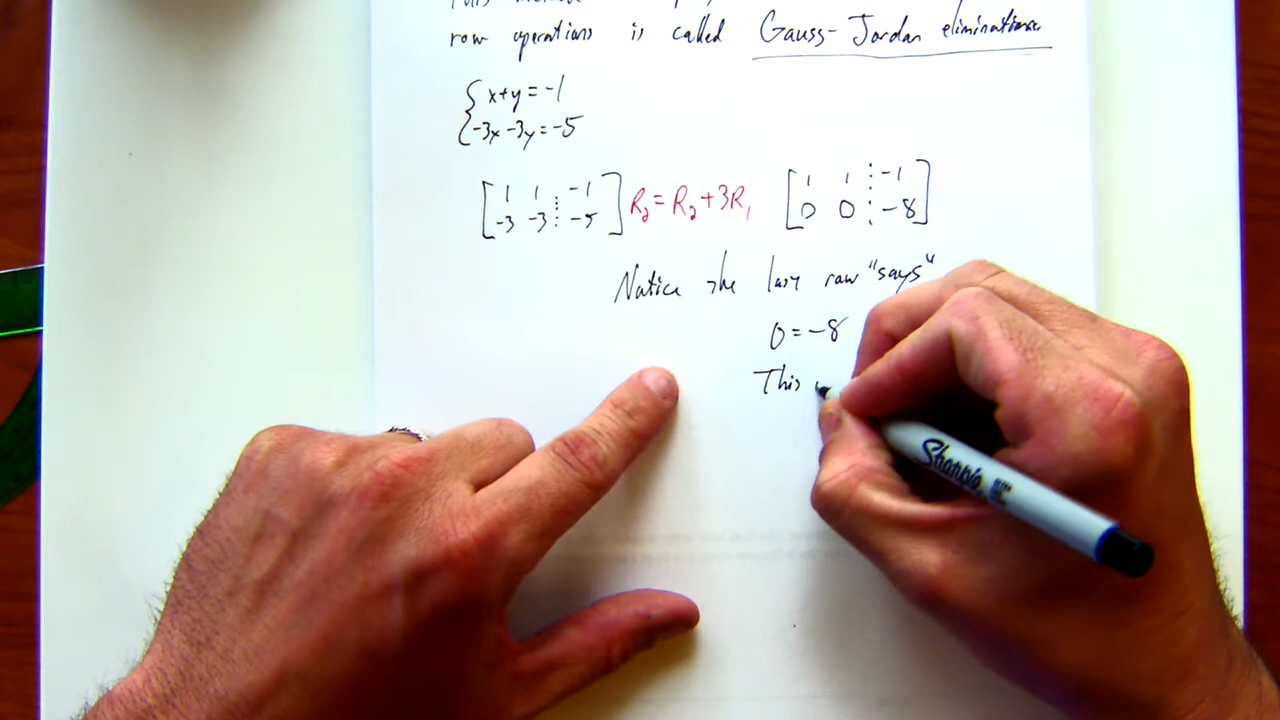 row operations is called Gauss-Jordan elimination.
{x+y=-1
{-3x-3y=-5
[1 1 ⋮ -1] [1 1 ⋮ -1]
[-3 -3 ⋮ -5] R₂=R₂+3R₁ [0 0 ⋮ -8]
Notice the last row "says"
0=-8
This
Sharpie